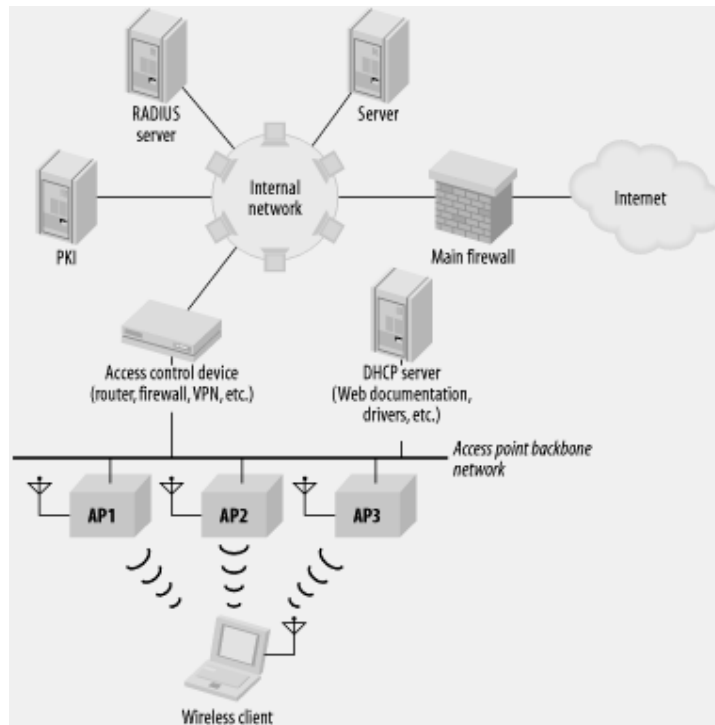 RADIUS
server
Server
Internal
network
Internet
PKI
Main firewall
Access control device
(router, firewall, VPN, etc.)
DHCP server
(Web documentation,
drivers, etc.)
Access point backbone
network
AP1
AP2
AP3
Wireless client